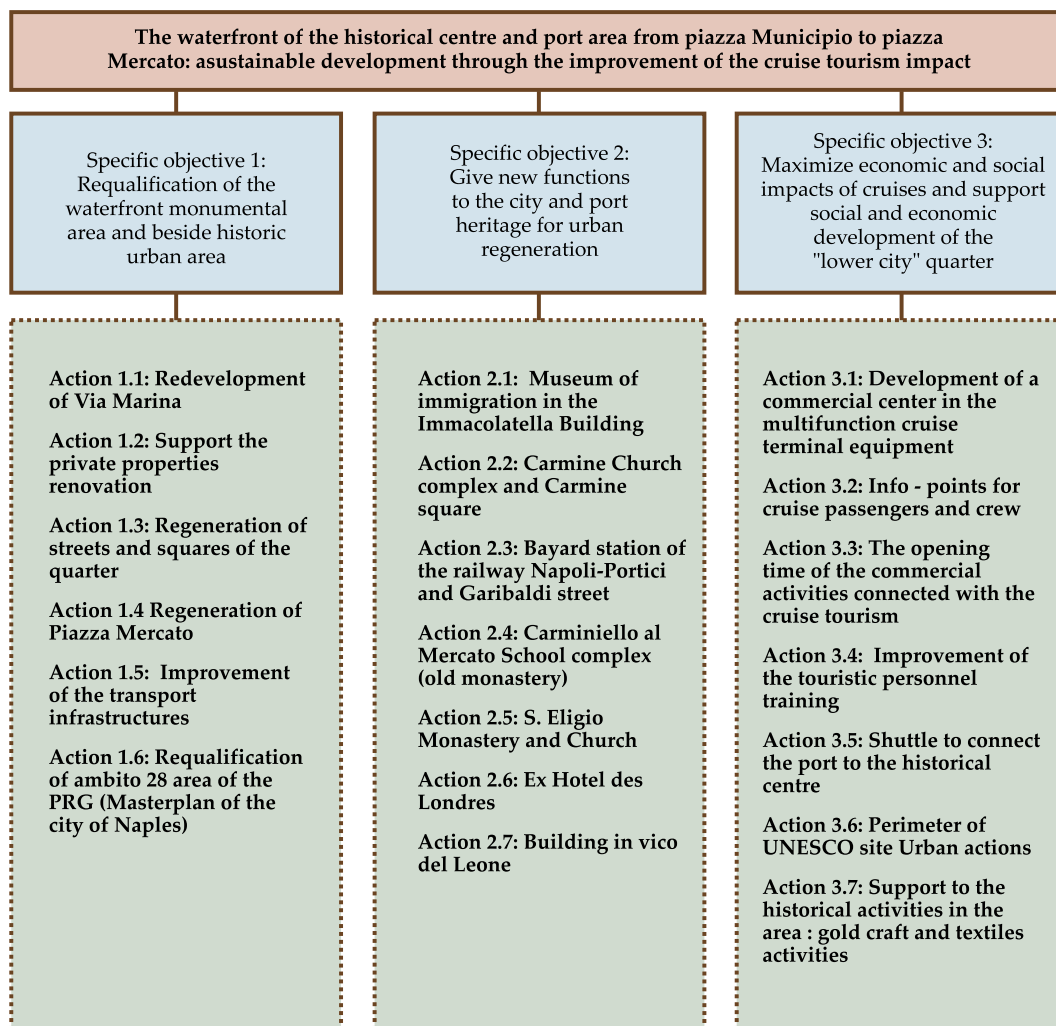 The waterfront of the historical centre and port area from piazza Municipio to piazza
Mercato: asustainable development through the improvement of the cruise tourism impact
Specific objective 1:
Requalification of the
waterfront monumental
area and beside historic
urban area
Specific objective 2:
Give new functions
to the city and port
heritage for urban
regeneration
Specific objective 3:
Maximize economic and social
impacts of cruises and support
social and economic
development of the
"lower city" quarter
Action 1.1: Redevelopment
of Via Marina
Action 1.2: Support the
private properties
renovation
Action 1.3: Regeneration of
streets and squares of the
quarter
Action 1.4 Regeneration of
Piazza Mercato
Action 1.5:  Improvement
of the transport
infrastructures
Action 1.6: Requalification
of ambito 28 area of the
PRG (Masterplan of the
city of Naples)
Action 2.1:  Museum of
immigration in the
Immacolatella Building
Action 2.2: Carmine Church
complex and Carmine
square
Action 2.3: Bayard station of
the railway Napoli-Portici
and Garibaldi street
Action 2.4: Carminiello al
Mercato School complex
(old monastery)
Action 2.5: S. Eligio
Monastery and Church
Action 2.6: Ex Hotel des
Londres
Action 2.7: Building in vico
del Leone
Action 3.1: Development of a
commercial center in the
multifunction cruise
terminal equipment
Action 3.2: Info - points for
cruise passengers and crew
Action 3.3: The opening
time of the commercial
activities connected with the
cruise tourism
Action 3.4:  Improvement of
the touristic personnel
training
Action 3.5: Shuttle to connect
the port to the historical
centre
Action 3.6: Perimeter of
UNESCO site Urban actions
Action 3.7: Support to the
historical activities in the
area : gold craft and textiles
activities